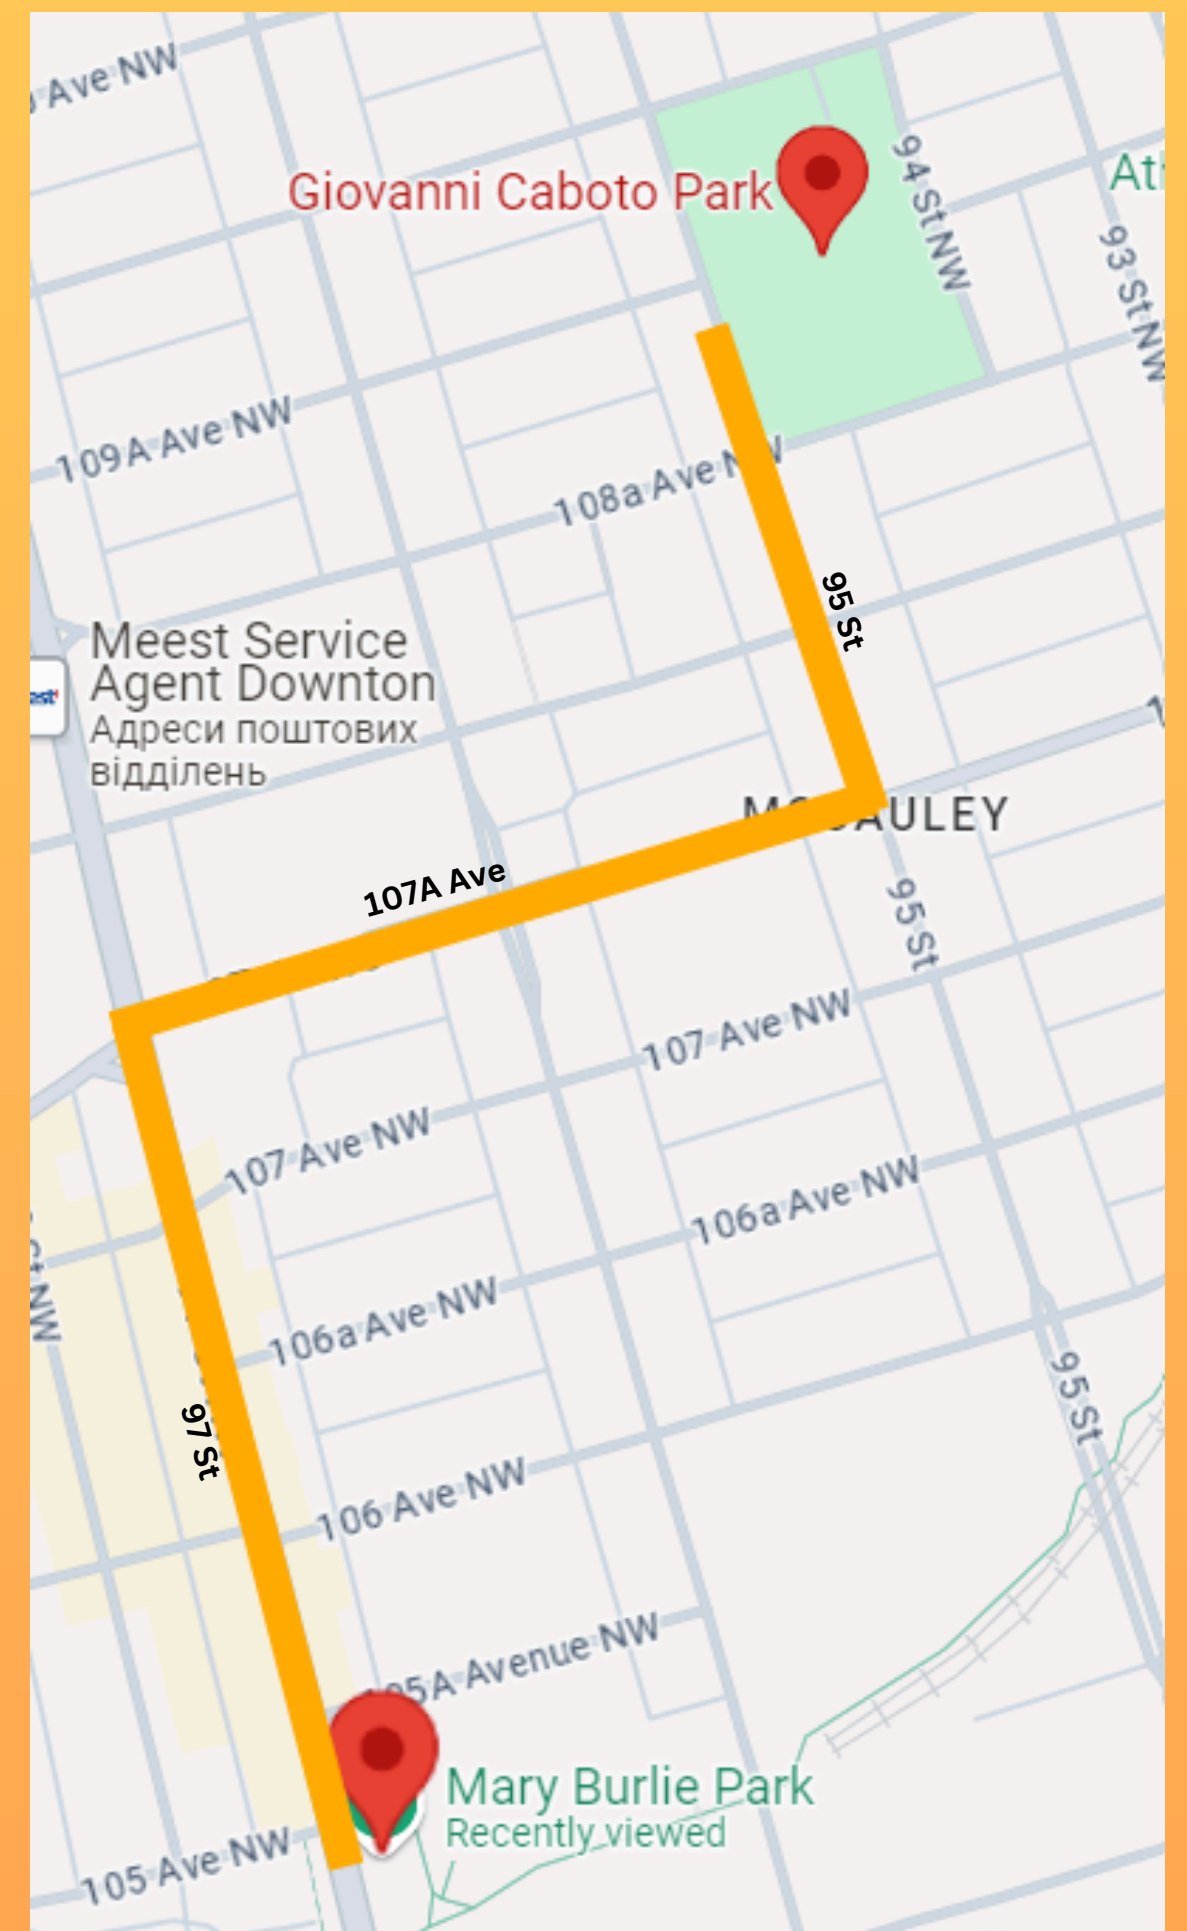 Ave NW
Giovanni Caboto Park
94 St NW
93 St NW
109A Ave NW
108a Ave NW
95 St
Meest Service
Agent Downton
Адреси поштових
відділень
107A Ave
95 St
107 Ave NW
107 Ave NW
106a Ave NW
106a Ave NW
97 St
95 St
106 Ave NW
Avenue NW
Mary Burlie Park
Recently viewed
105 Ave NW